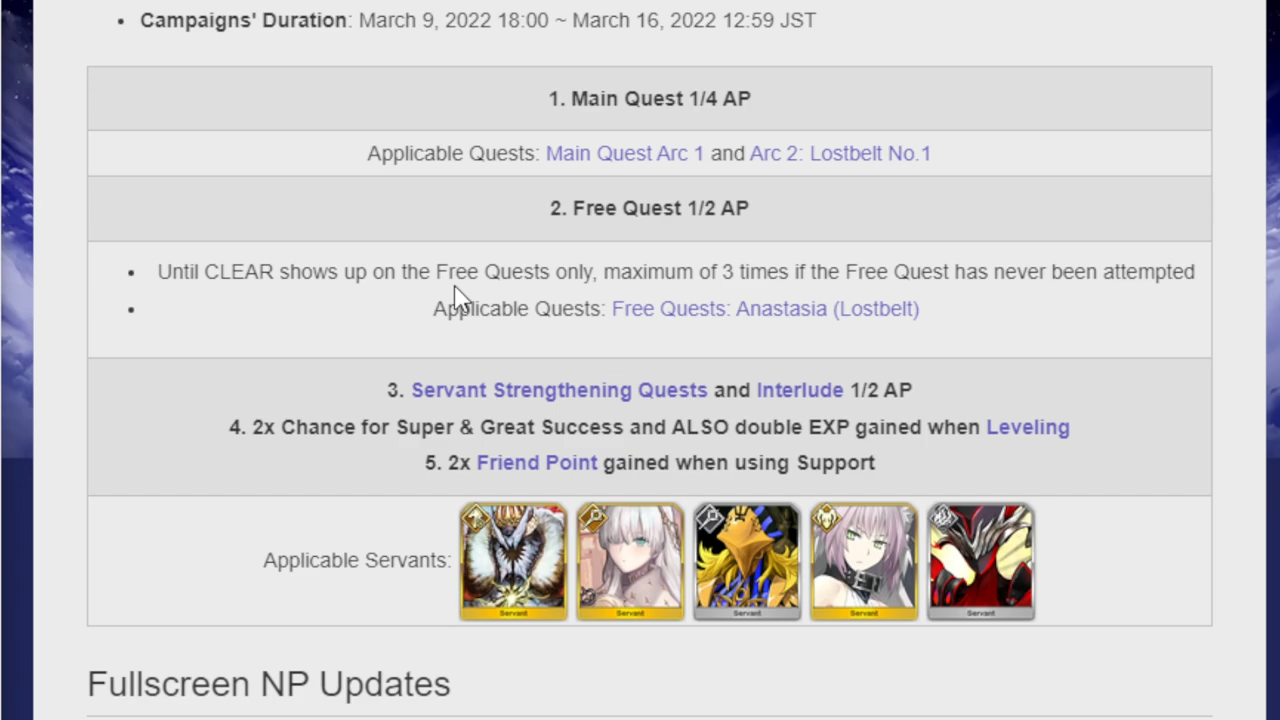 Campaigns' Duration: March 9, 2022 18:00 ~ March 16, 2022 12:59 JST
1. Main Quest 1/4 AP
Applicable Quests: Main Quest Arc 1 and Arc 2: Lostbelt No.1
2. Free Quest 1/2 AP
Until CLEAR shows up on the Free Quests only, maximum of 3 times if the Free Quest has never been attempted
Applicable Quests: Free Quests: Anastasia (Lostbelt)
3. Servant Strengthening Quests and Interlude 1/2 AP
4. 2x Chance for Super & Great Success and ALSO double EXP gained when Leveling
5. 2x Friend Point gained when using Support
Applicable Servants:
Servant Servant Servant Servant Servant
Fullscreen NP Updates